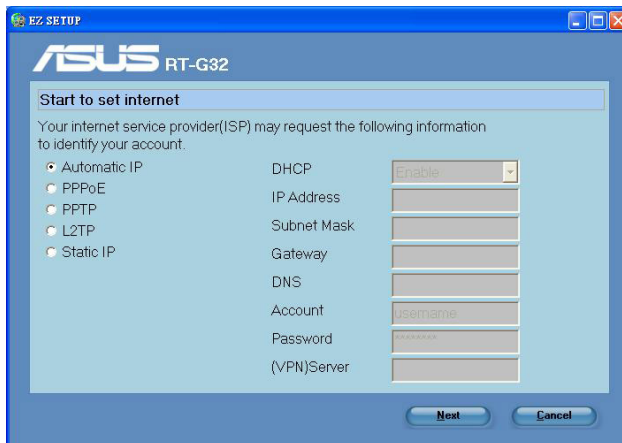 EZ SETUP
ASUS RT-G32
Start to set internet
Your internet service provider(ISP) may request the following information
to identify your account.
Automatic IP
PPPoE
PPTP
L2TP
Static IP
DHCP Enable
IP Address
Subnet Mask
Gateway
DNS
Account username
Password ********
(VPN)Server
Next Cancel